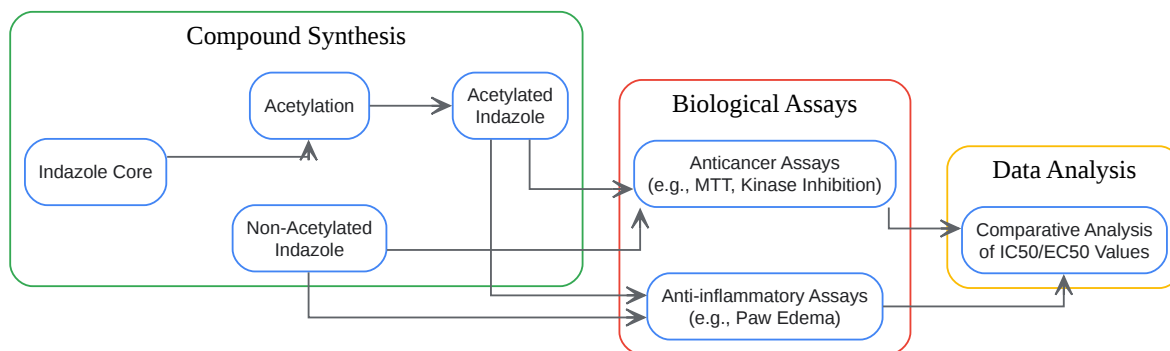 Compound Synthesis
Acetylation
Acetylated
Indazole
Indazole Core
Non-Acetylated
Indazole
Biological Assays
Anticancer Assays
(e.g., MTT, Kinase Inhibition)
Anti-inflammatory Assays
(e.g., Paw Edema)
Data Analysis
Comparative Analysis
of IC50/EC50 Values